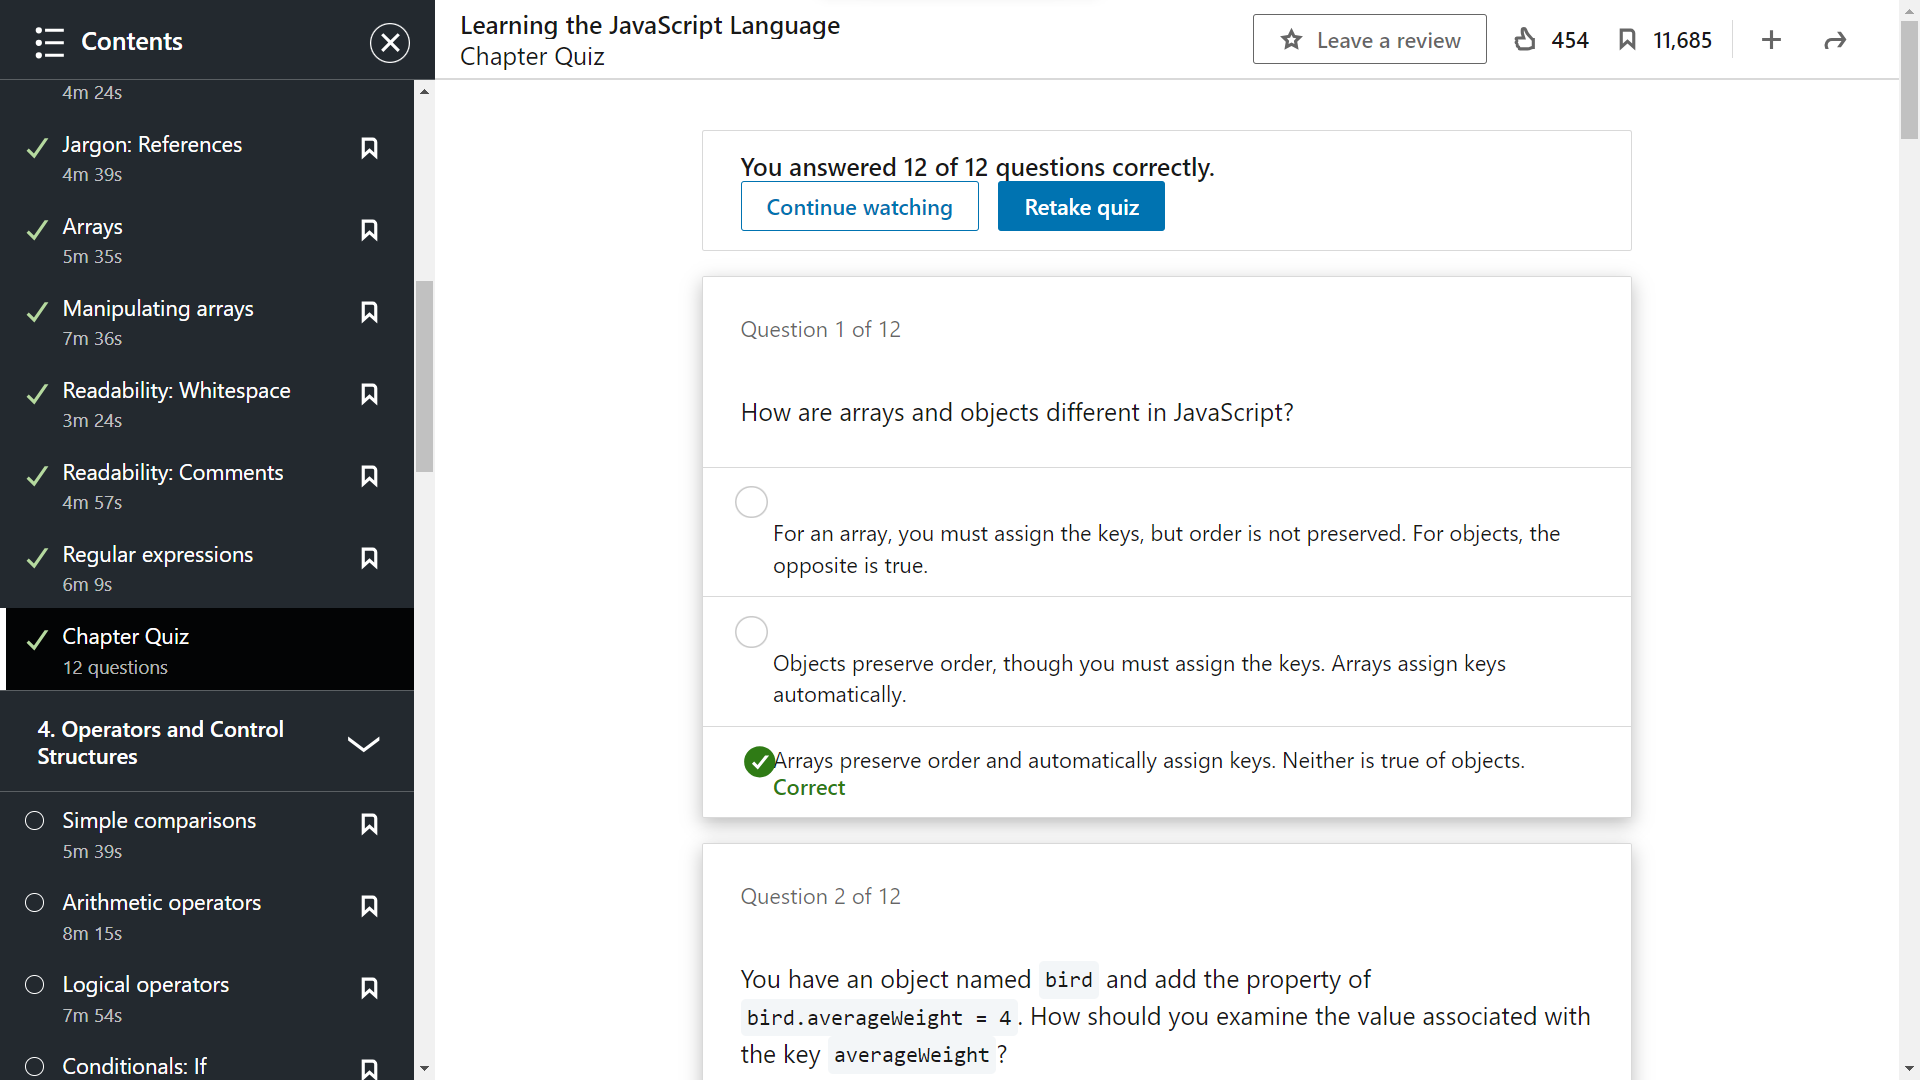 Contents
4m 24s
Jargon: References
4m 39s
Arrays
5m 35s
Manipulating arrays
7m 36s
Readability: Whitespace
3m 24s
Readability: Comments
4m 57s
Regular expressions
6m 9s
Chapter Quiz
12 questions
4. Operators and Control
Structures
Simple comparisons
5m 39s
Arithmetic operators
8m 15s
Logical operators
7m 54s
Conditionals: If
Learning the JavaScript Language
Chapter Quiz
Leave a review
454
11,685
You answered 12 of 12 questions correctly.
Continue watching
Retake quiz
Question 1 of 12
How are arrays and objects different in JavaScript?
For an array, you must assign the keys, but order is not preserved. For objects, the
opposite is true.
Objects preserve order, though you must assign the keys. Arrays assign keys
automatically.
Arrays preserve order and automatically assign keys. Neither is true of objects.
Correct
Question 2 of 12
You have an object named bird and add the property of
bird.averageWeight = 4. How should you examine the value associated with
the key averageWeight?